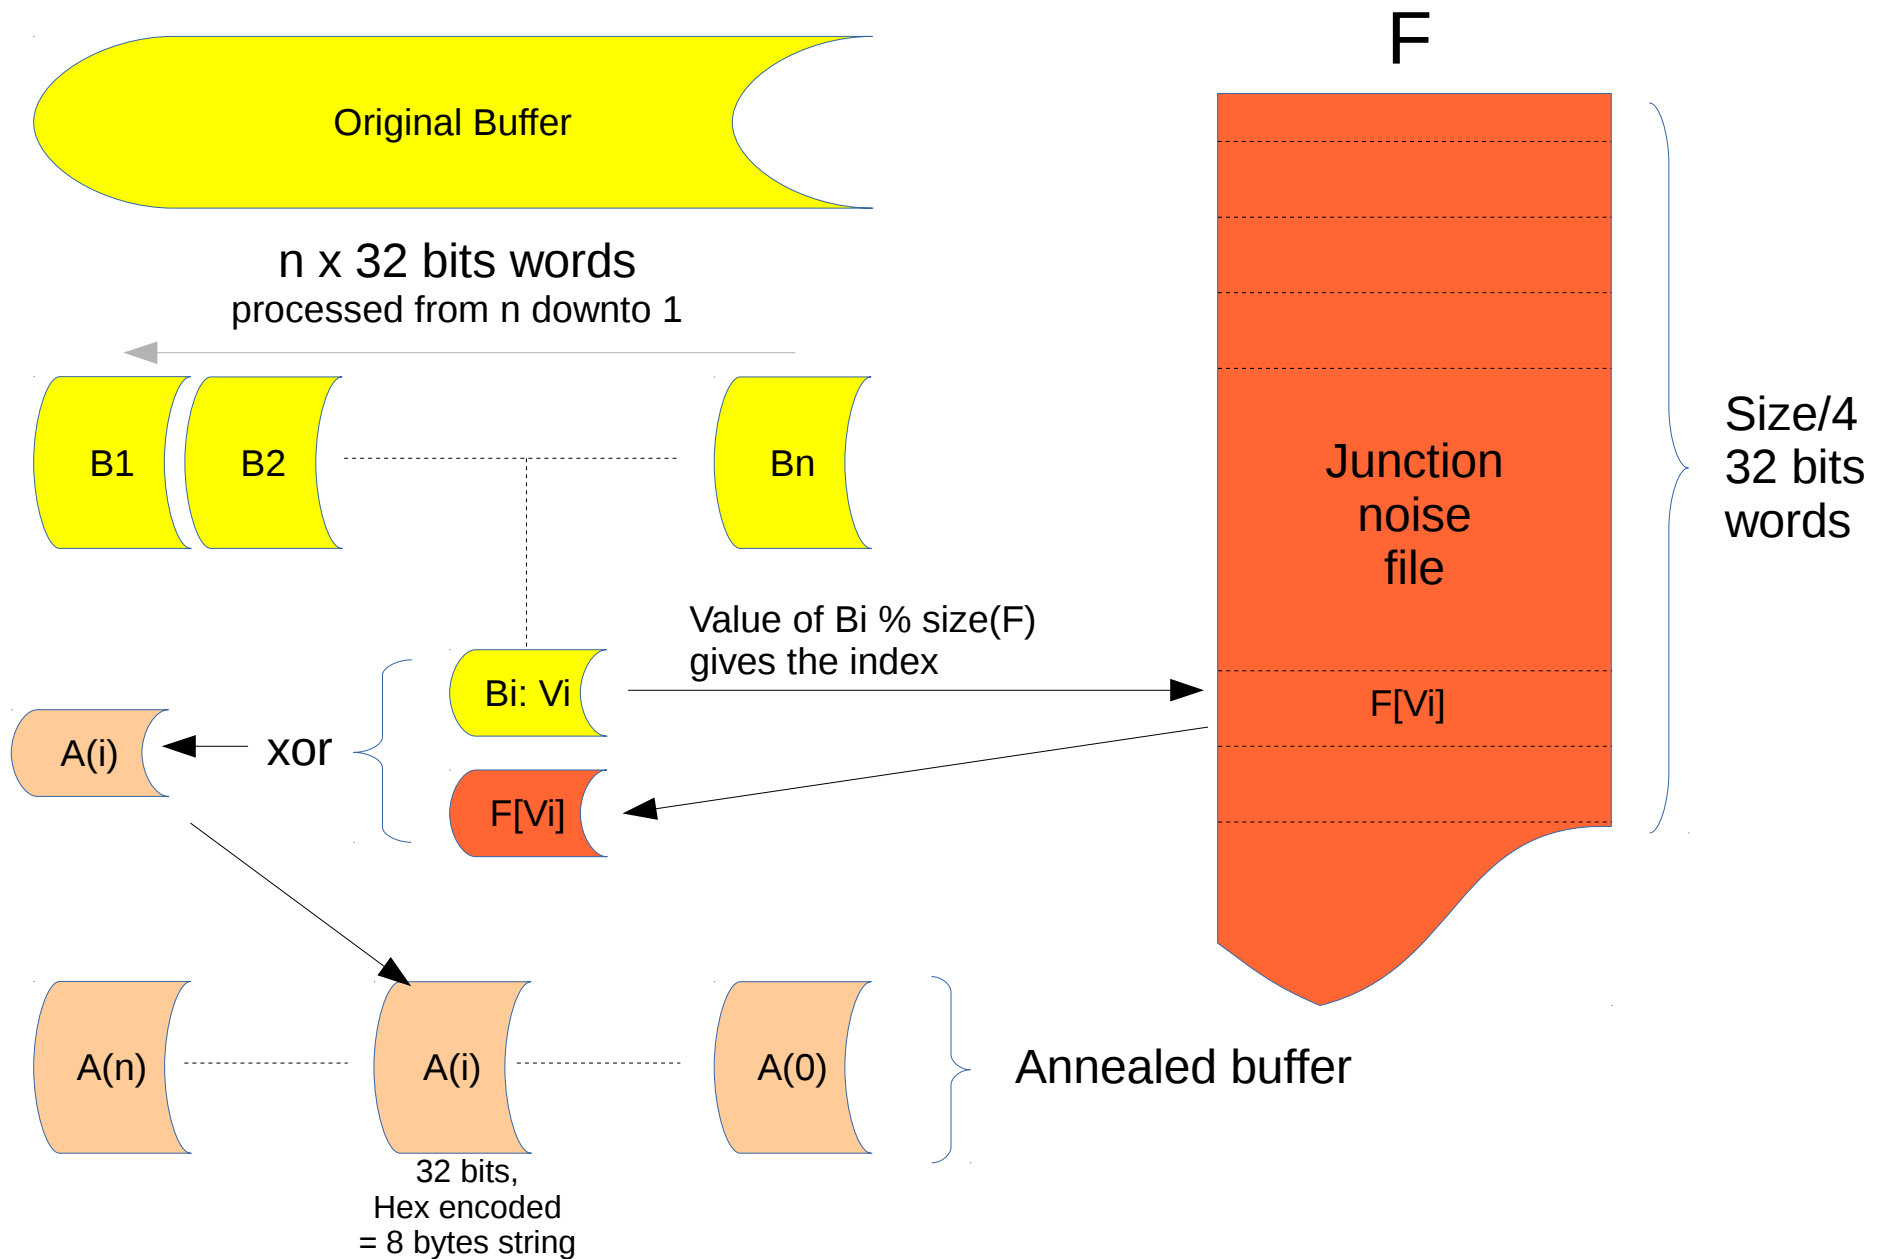 F
Original Buffer
n x 32 bits words
processed from n downto 1
B1
B2
Bn
Size/4
32 bits
words
Junction
noise
file
Value of Bi % size(F)
gives the index
Bi: Vi
F[Vi]
A(i)
xor
F[Vi]
A(n)
A(i)
A(0)
Annealed buffer
32 bits,
Hex encoded
= 8 bytes string